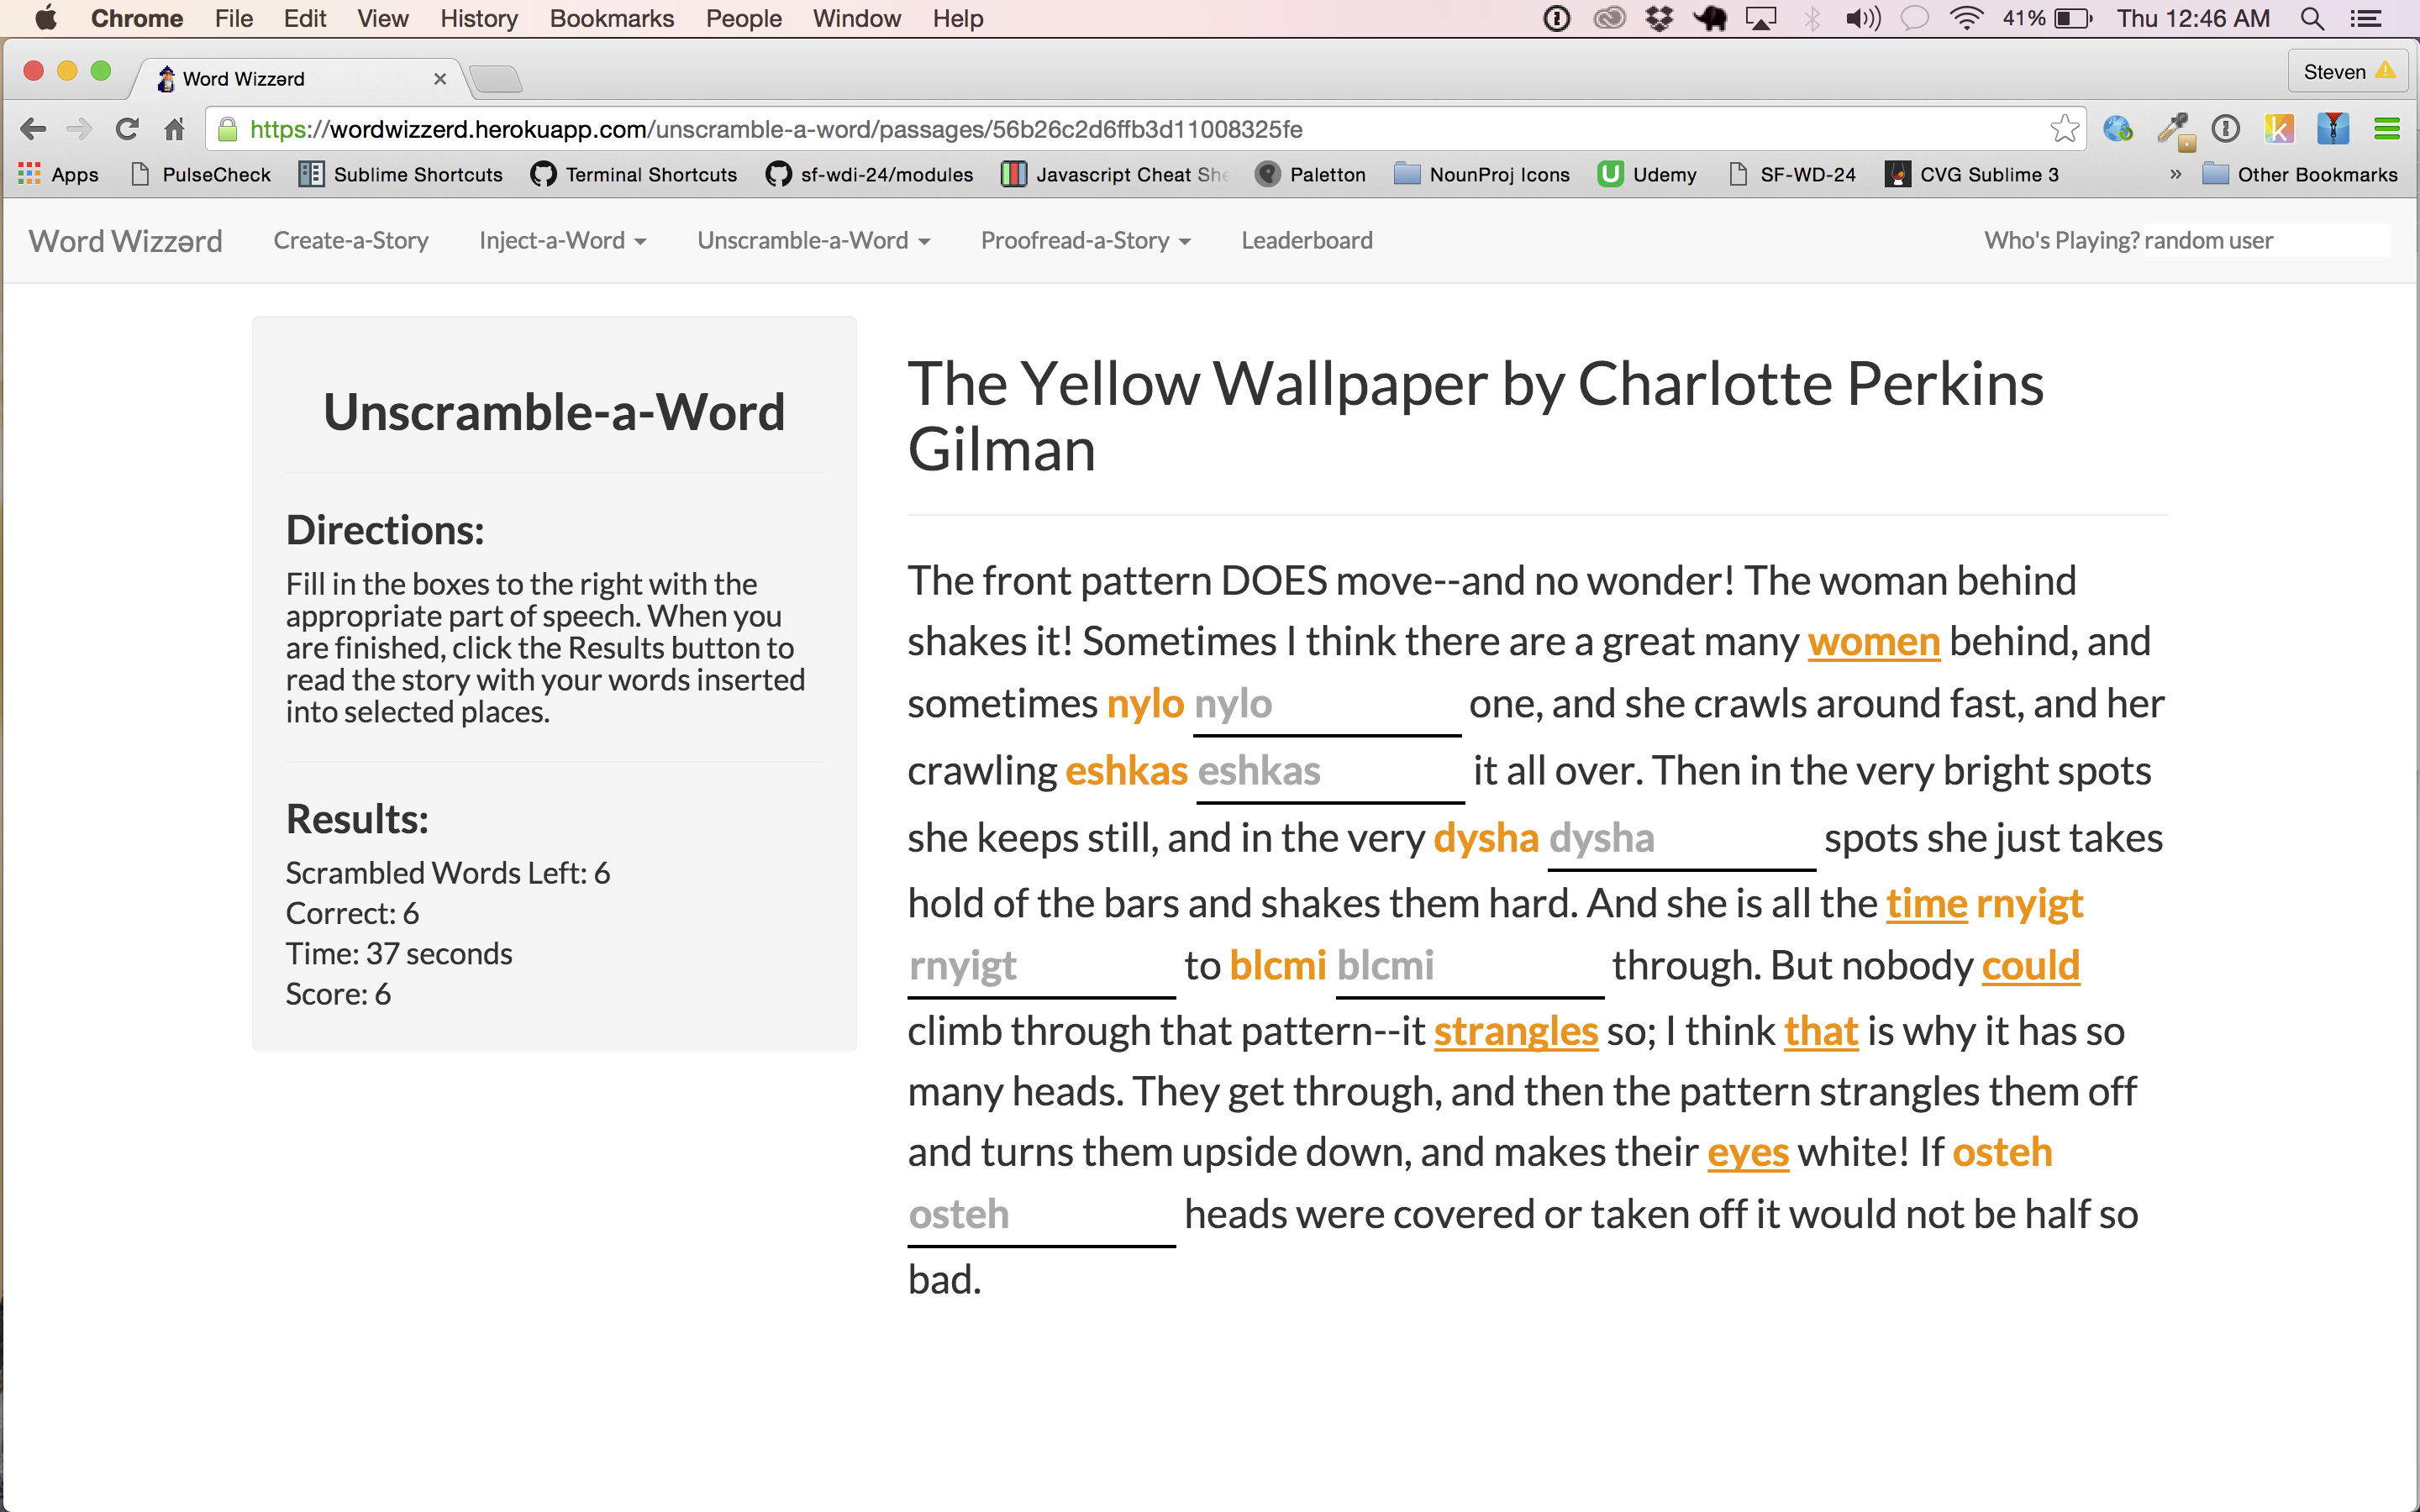 Chrome File Edit View History Bookmarks People Window Help 41% Thu 12:46 AM
Word Wizzərd Steven
https://wordwizzerd.herokuapp.com/unscramble-a-word/passages/56b26c2d6ffb3d11008325fe
Apps PulseCheck Sublime Shortcuts Terminal Shortcuts sf-wdi-24/modules Javascript Cheat She Paletton NounProj Icons Udemy SF-WD-24 CVG Sublime 3 » Other Bookmarks
Word Wizzərd Create-a-Story Inject-a-Word Unscramble-a-Word Proofread-a-Story Leaderboard Who's Playing? random user
Unscramble-a-Word
Directions:
Fill in the boxes to the right with the
appropriate part of speech. When you
are finished, click the Results button to
read the story with your words inserted
into selected places.
Results:
Scrambled Words Left: 6
Correct: 6
Time: 37 seconds
Score: 6
The Yellow Wallpaper by Charlotte Perkins
Gilman
The front pattern DOES move--and no wonder! The woman behind
shakes it! Sometimes I think there are a great many women behind, and
sometimes nylo nylo one, and she crawls around fast, and her
crawling eshkas eshkas it all over. Then in the very bright spots
she keeps still, and in the very dysha dysha spots she just takes
hold of the bars and shakes them hard. And she is all the time rnyigt
rnyigt to blcmi blcmi through. But nobody could
climb through that pattern--it strangles so; I think that is why it has so
many heads. They get through, and then the pattern strangles them off
and turns them upside down, and makes their eyes white! If osteh
osteh heads were covered or taken off it would not be half so
bad.